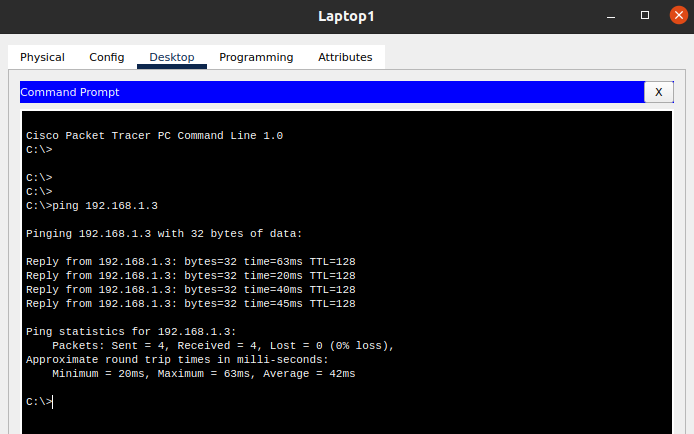 Laptop1
Physical Config Desktop Programming Attributes
Command Prompt X
Cisco Packet Tracer PC Command Line 1.0
C:\>
C:\>
C:\>
C:\>ping 192.168.1.3
Pinging 192.168.1.3 with 32 bytes of data:
Reply from 192.168.1.3: bytes=32 time=63ms TTL=128
Reply from 192.168.1.3: bytes=32 time=20ms TTL=128
Reply from 192.168.1.3: bytes=32 time=40ms TTL=128
Reply from 192.168.1.3: bytes=32 time=45ms TTL=128
Ping statistics for 192.168.1.3:
Packets: Sent = 4, Received = 4, Lost = 0 (0% loss),
Approximate round trip times in milli-seconds:
Minimum = 20ms, Maximum = 63ms, Average = 42ms
C:\>